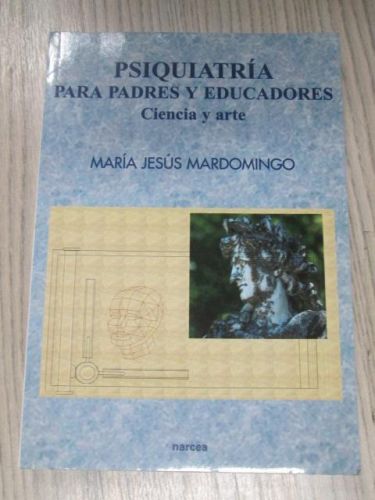 PSIQUIATRÍA
PARA PADRES Y EDUCADORES
Ciencia y arte
MARÍA JESÚS MARDOMINGO
narcea